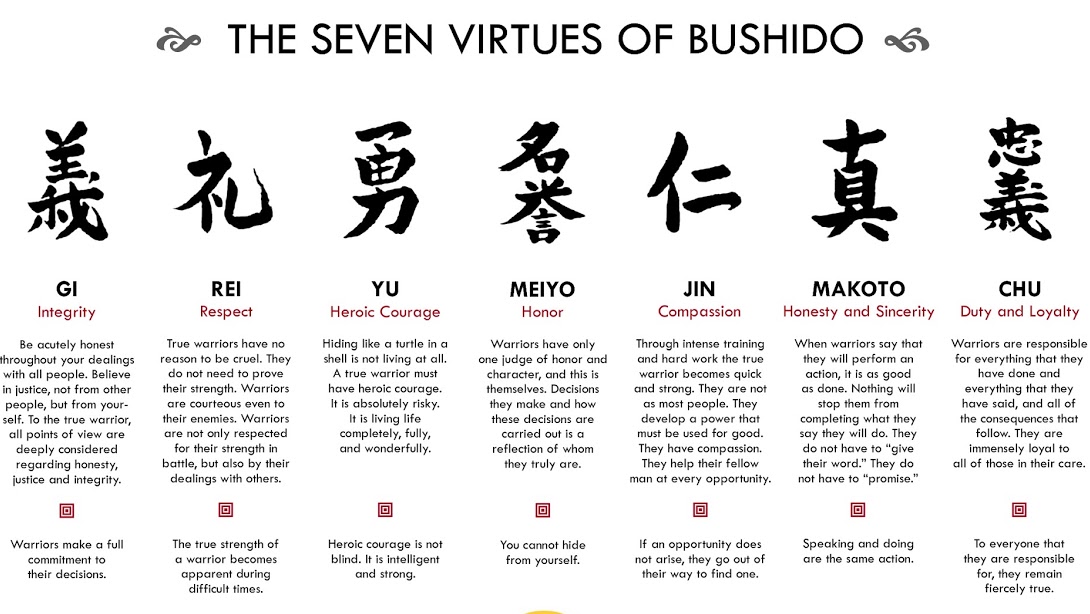 THE SEVEN VIRTUES OF BUSHIDO
義
GI
Integrity
Be acutely honest
throughout your dealings
with all people. Believe
in justice, not from other
people, but from your-
self. To the true warrior,
all points of view are
deeply considered
regarding honesty,
justice and integrity.
Warriors make a full
commitment to
their decisions.
礼
REI
Respect
True warriors have no
reason to be cruel. They
do not need to prove
their strength. Warriors
are courteous even to
their enemies. Warriors
are not only respected
for their strength in
battle, but also by their
dealings with others.
The true strength of
a warrior becomes
apparent during
difficult times.
勇
YU
Heroic Courage
Hiding like a turtle in a
shell is not living at all.
A true warrior must
have heroic courage.
It is absolutely risky.
It is living life
completely, fully,
and wonderfully.
Heroic courage is not
blind. It is intelligent
and strong.
名誉
MEIYO
Honor
Warriors have only
one judge of honor and
character, and this is
themselves. Decisions
they make and how
these decisions are
carried out is a
reflection of whom
they truly are.
You cannot hide
from yourself.
仁
JIN
Compassion
Through intense training
and hard work the true
warrior becomes quick
and strong. They are not
as most people. They
develop a power that
must be used for good.
They have compassion.
They help their fellow
man at every opportunity.
If an opportunity does
not arise, they go out of
their way to find one.
真
MAKOTO
Honesty and Sincerity
When warriors say that
they will perform an
action, it is as good
as done. Nothing will
stop them from
completing what they
say they will do. They
do not have to “give
their word.” They do
not have to “promise.”
Speaking and doing
are the same action.
忠義
CHU
Duty and Loyalty
Warriors are responsible
for everything that they
have done and
everything that they
have said, and all of
the consequences that
follow. They are
immensely loyal to
all of those in their care.
To everyone that
they are responsible
for, they remain
fiercely true.